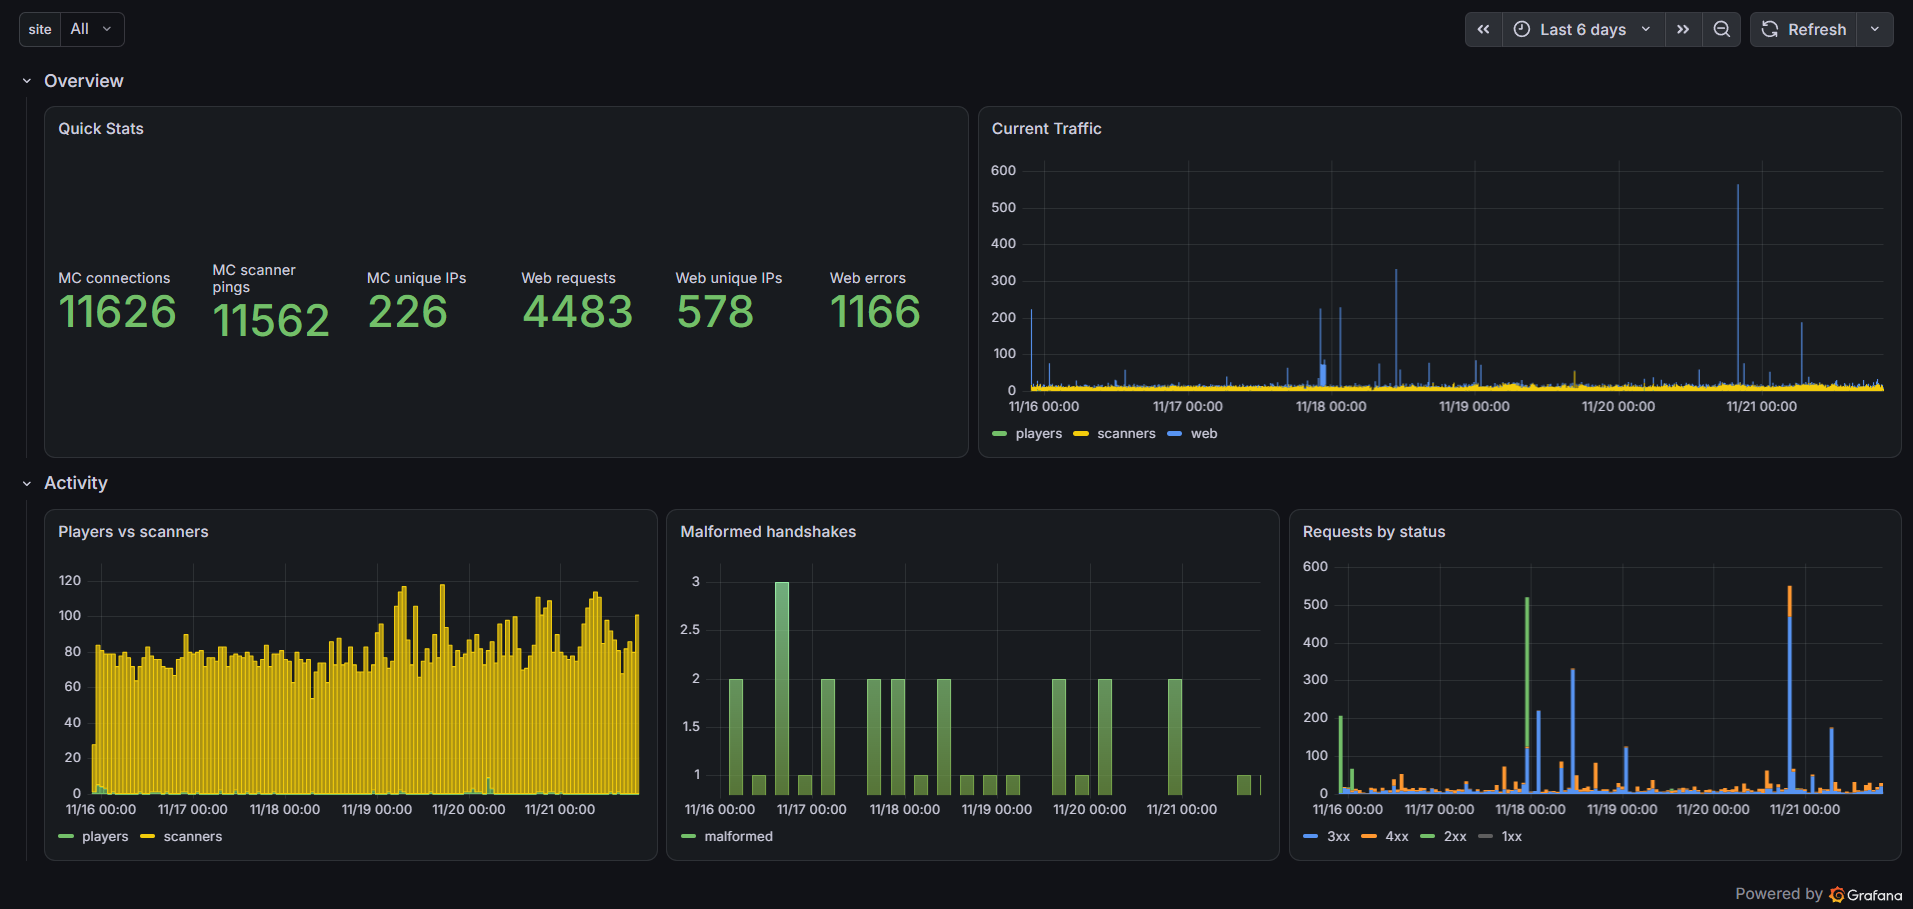 site All
Last 6 days
Refresh
Overview
Quick Stats
MC connections
11626
MC scanner
pings
11562
MC unique IPs
226
Web requests
4483
Web unique IPs
578
Web errors
1166
Current Traffic
600
500
400
300
200
100
0
11/16 00:00 11/17 00:00 11/18 00:00 11/19 00:00 11/20 00:00 11/21 00:00
players scanners web
Activity
Players vs scanners
120
100
80
60
40
20
0
11/16 00:00 11/17 00:00 11/18 00:00 11/19 00:00 11/20 00:00 11/21 00:00
players scanners
Malformed handshakes
3
2.5
2
1.5
1
11/16 00:00 11/17 00:00 11/18 00:00 11/19 00:00 11/20 00:00 11/21 00:00
malformed
Requests by status
600
500
400
300
200
100
0
11/16 00:00 11/17 00:00 11/18 00:00 11/19 00:00 11/20 00:00 11/21 00:00
3xx 4xx 2xx 1xx
Powered by Grafana